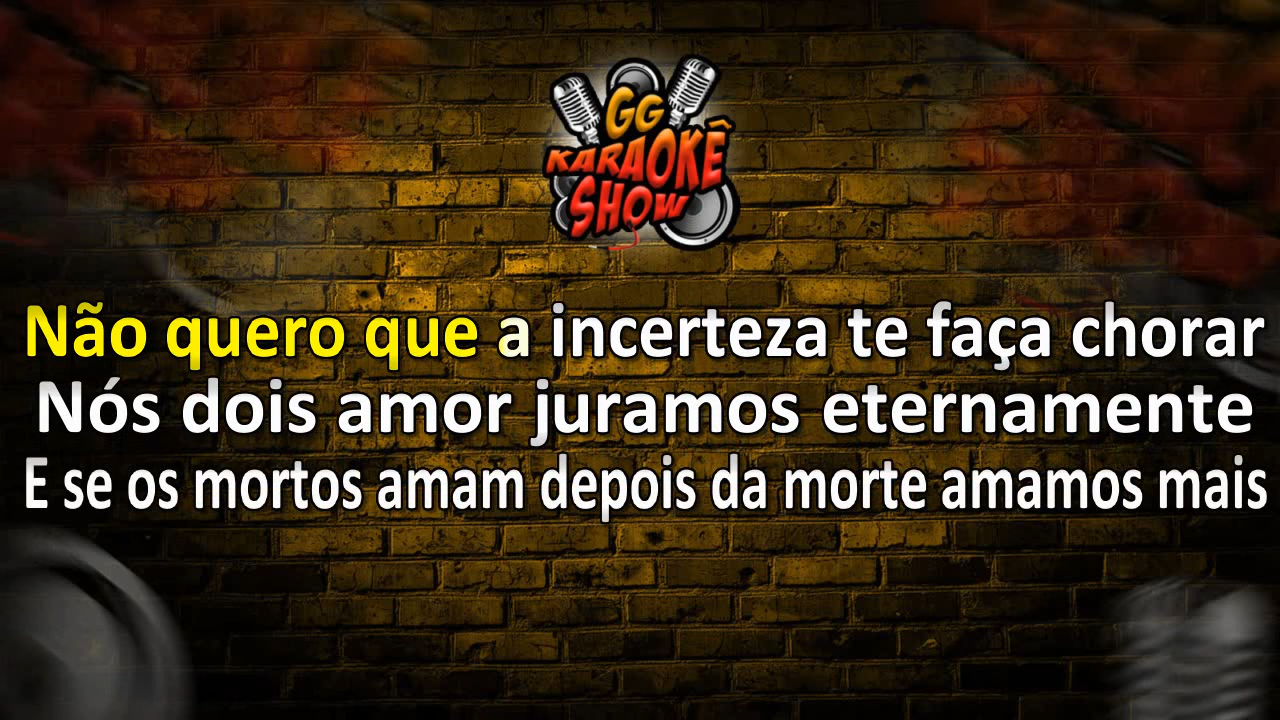 GG
KARAOKÊ
SHOW
Não quero que a incerteza te faça chorar
Nós dois amor juramos eternamente
E se os mortos amam depois da morte amamos mais